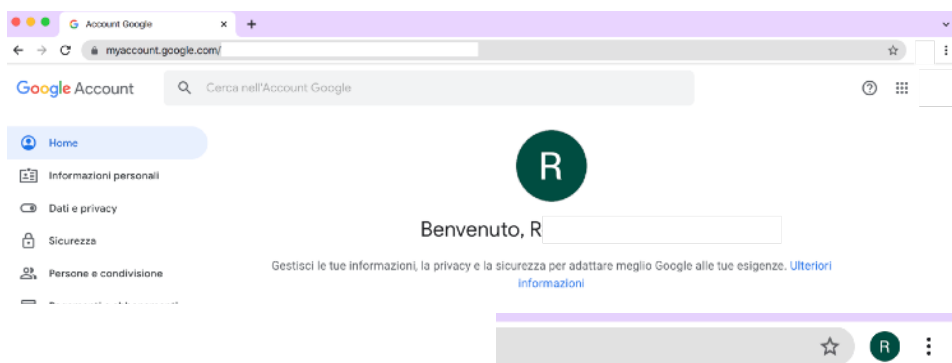 Account Google
myaccount.google.com/
Google Account
Cerca nell'Account Google
Home
Informazioni personali
Dati e privacy
Sicurezza
Persone e condivisione
R
Benvenuto, R
Gestisci le tue informazioni, la privacy e la sicurezza per adattare meglio Google alle tue esigenze. Ulteriori
informazioni
R